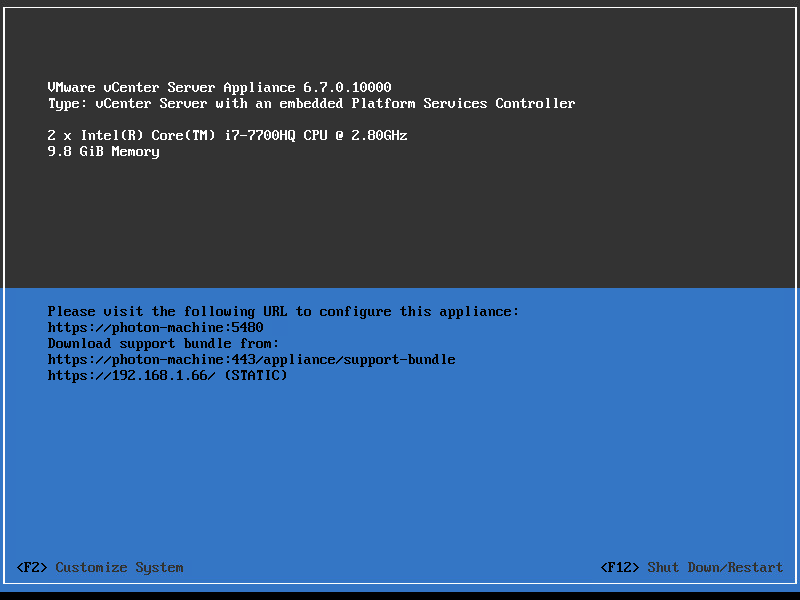 VMware vCenter Server Appliance 6.7.0.10000
Type: vCenter Server with an embedded Platform Services Controller
2 x Intel(R) Core(TM) i7-7700HQ CPU @ 2.80GHz
9.8 GiB Memory
Please visit the following URL to configure this appliance:
https://photon-machine:5480
Download support bundle from:
https://photon-machine:443/appliance/support-bundle
https://192.168.1.66/ (STATIC)
<F2> Customize System
<F12> Shut Down/Restart